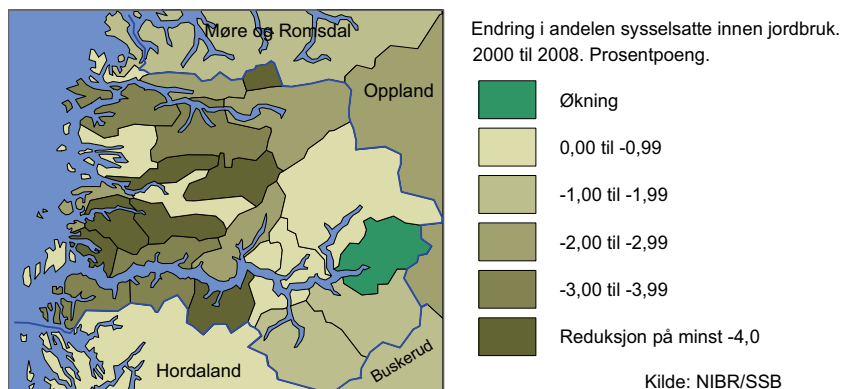 Møre og Romsdal
Oppland
Hordaland
Buskerud
Endring i andelen sysselsatte innen jordbruk.
2000 til 2008. Prosentpoeng.
Økning
0,00 til -0,99
-1,00 til -1,99
-2,00 til -2,99
-3,00 til -3,99
Reduksjon på minst -4,0
Kilde: NIBR/SSB